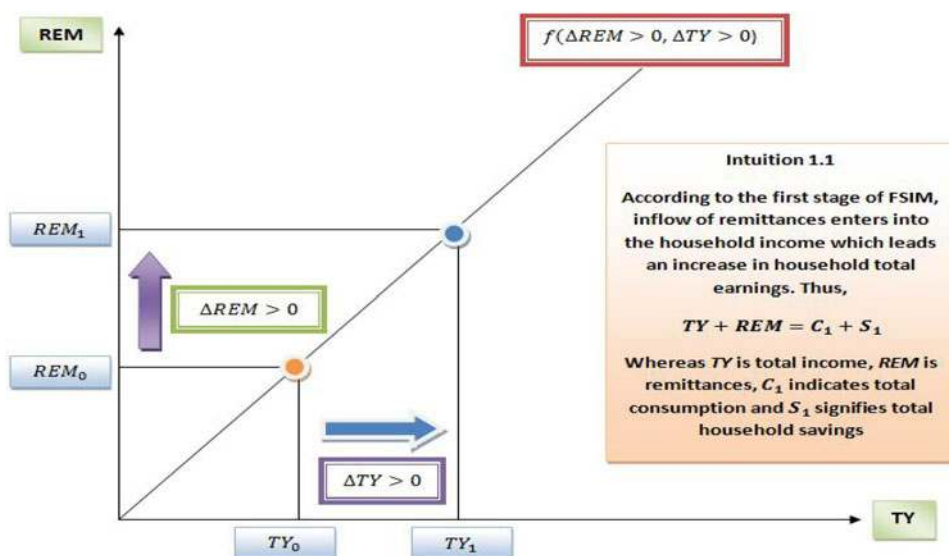 REM
f(ΔREM > 0, ΔTY > 0)
Intuition 1.1
According to the first stage of FSIM,
inflow of remittances enters into
the household income which leads
an increase in household total
earnings. Thus,
TY + REM = C₁ + S₁
Whereas TY is total income, REM is
remittances, C₁ indicates total
consumption and S₁ signifies total
household savings
REM₁
ΔREM > 0
REM₀
ΔTY > 0
TY
TY₀
TY₁